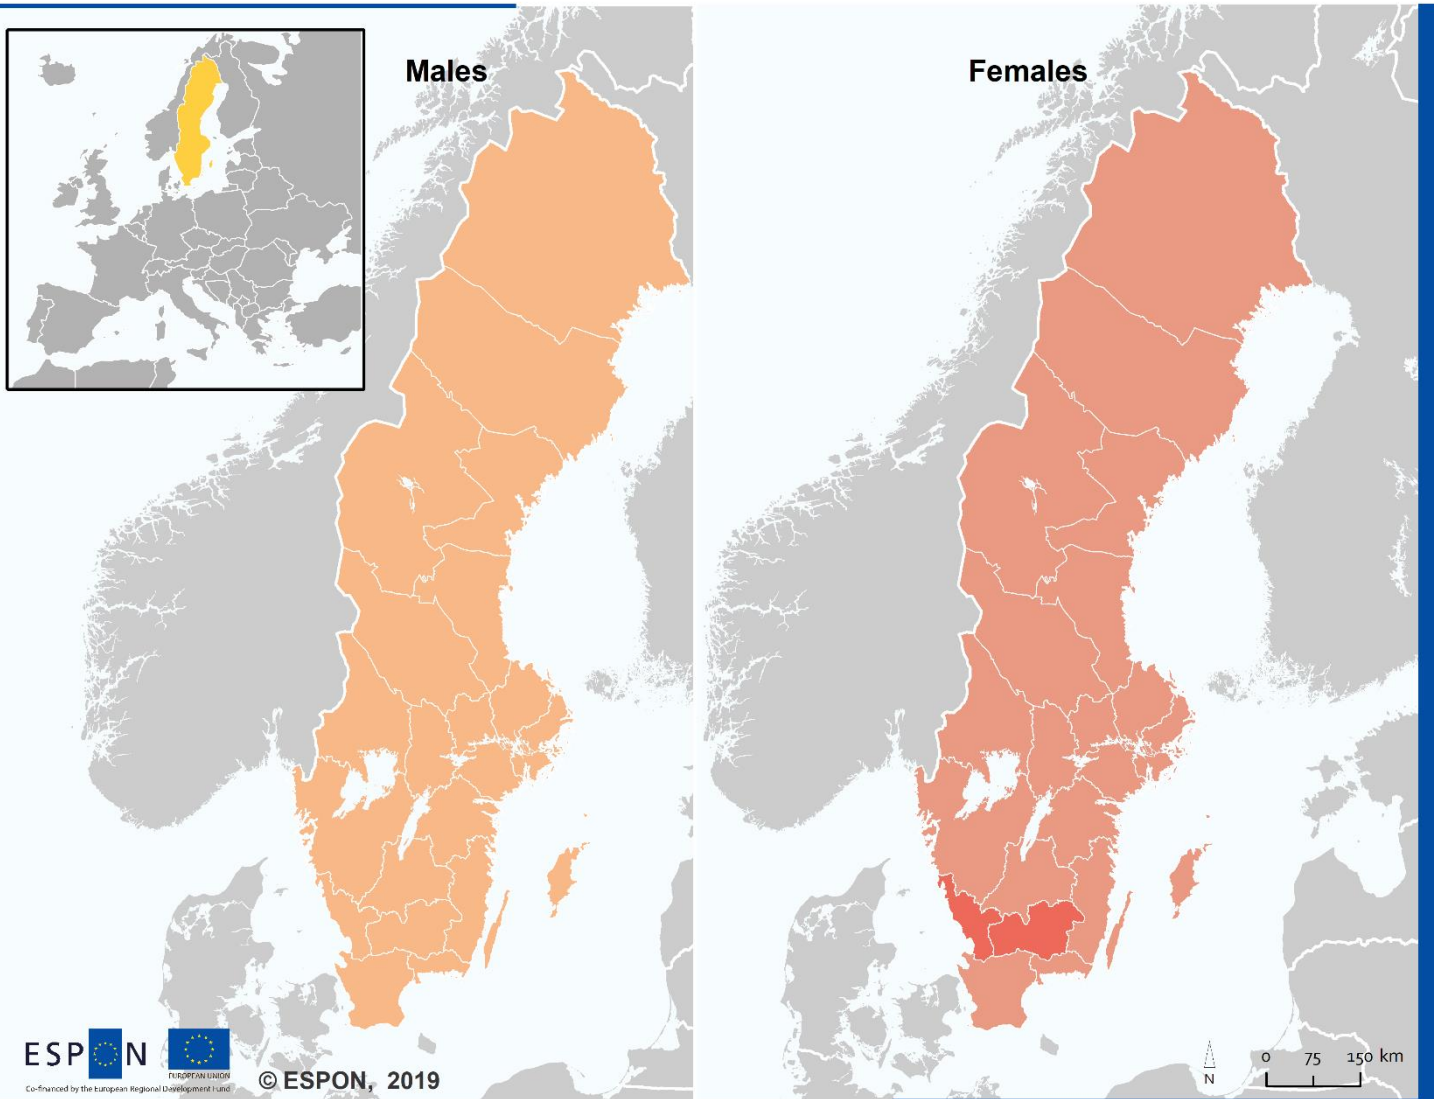 Males
Females
ESPON
EUROPEAN UNION
Co-financed by the European Regional Development Fund
© ESPON, 2019
N
0 75 150 km